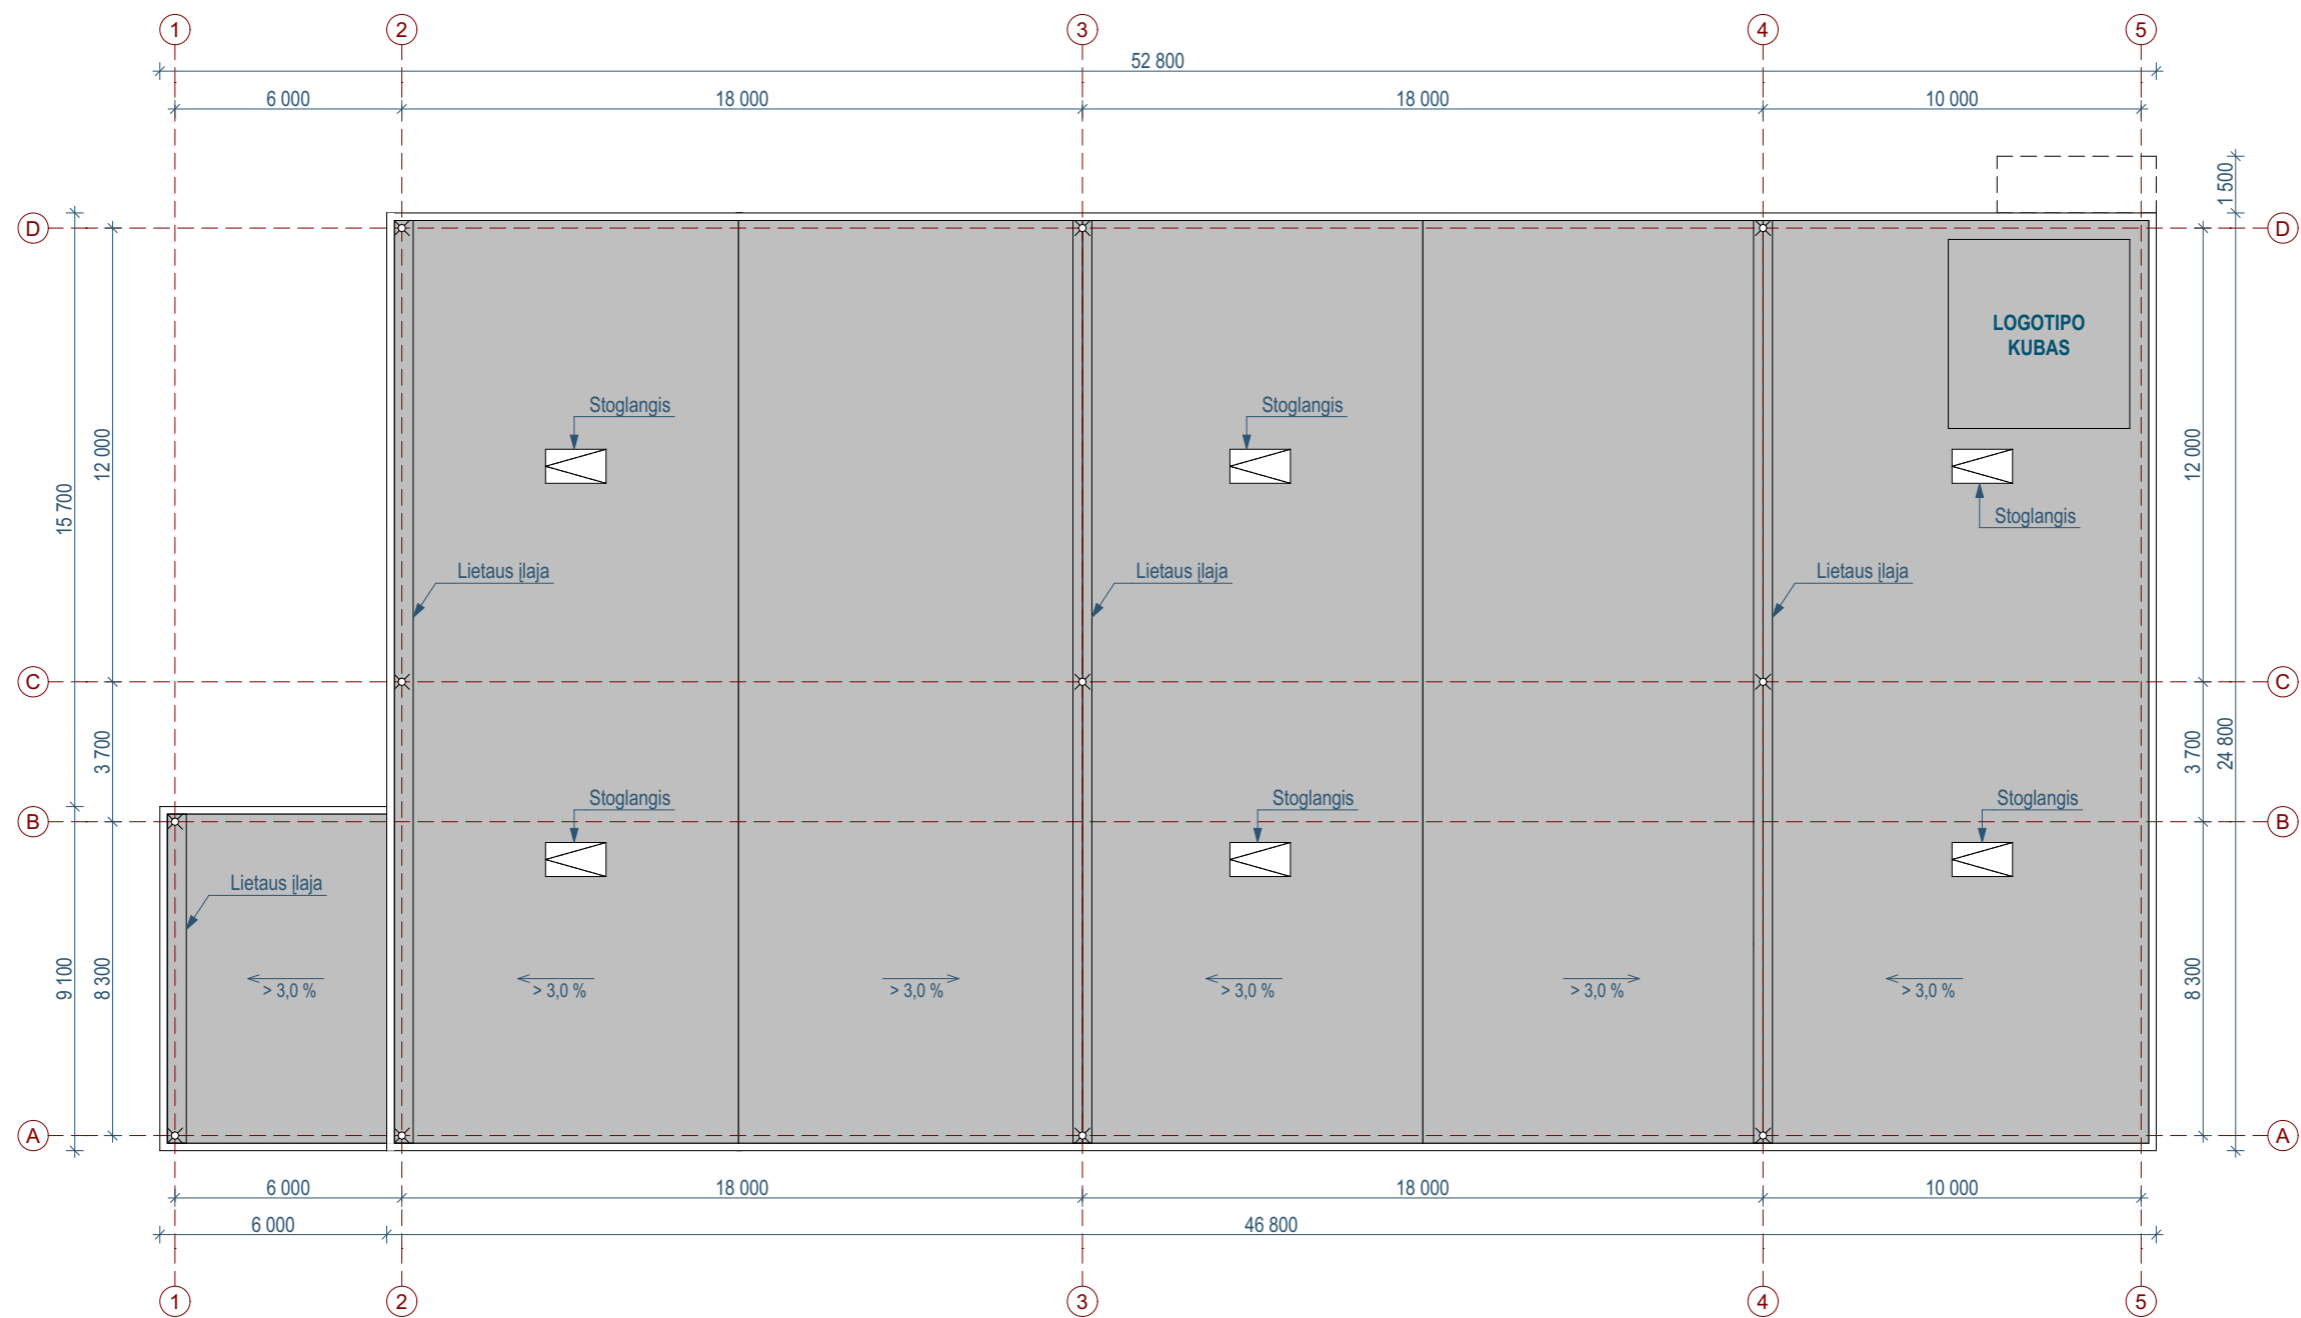 1
2
3
4
5
52 800
6 000
18 000
18 000
10 000
1 500
D
D
LOGOTIPO
KUBAS
Stoglangis
Stoglangis
12 000
12 000
15 700
Stoglangis
Lietaus įlaja
Lietaus įlaja
Lietaus įlaja
C
C
3 700
3 700
24 800
Stoglangis
Stoglangis
Stoglangis
B
B
Lietaus įlaja
9 100
8 300
8 300
> 3,0 %
> 3,0 %
> 3,0 %
> 3,0 %
> 3,0 %
> 3,0 %
A
A
6 000
18 000
18 000
10 000
6 000
46 800
1
2
3
4
5